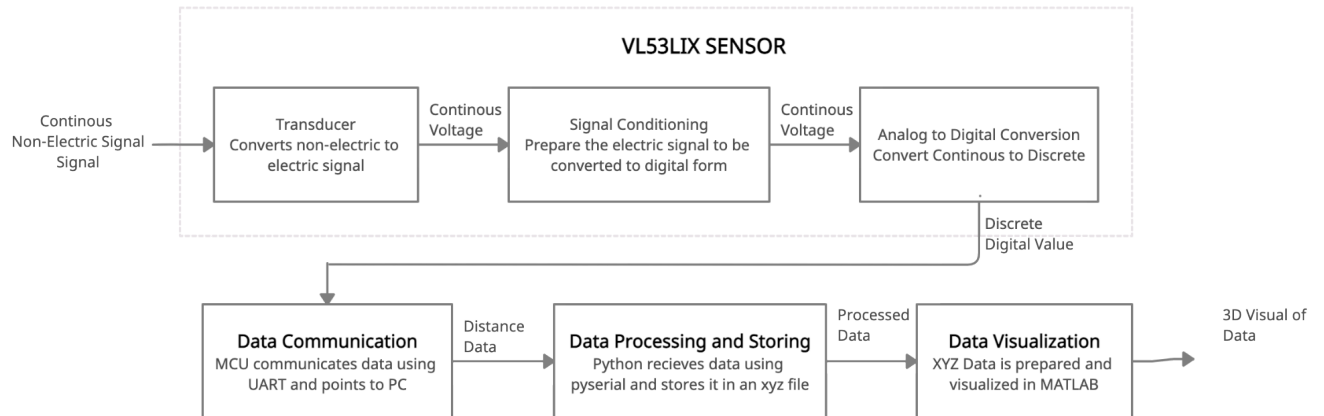 VL53LIX SENSOR
Continous
Non-Electric Signal
Signal
Transducer
Converts non-electric to
electric signal
Continous
Voltage
Signal Conditioning
Prepare the electric signal to be
converted to digital form
Continous
Voltage
Analog to Digital Conversion
Convert Continous to Discrete
Discrete
Digital Value
Data Communication
MCU communicates data using
UART and points to PC
Distance
Data
Data Processing and Storing
Python recieves data using
pyserial and stores it in an xyz file
Processed
Data
Data Visualization
XYZ Data is prepared and
visualized in MATLAB
3D Visual of
Data